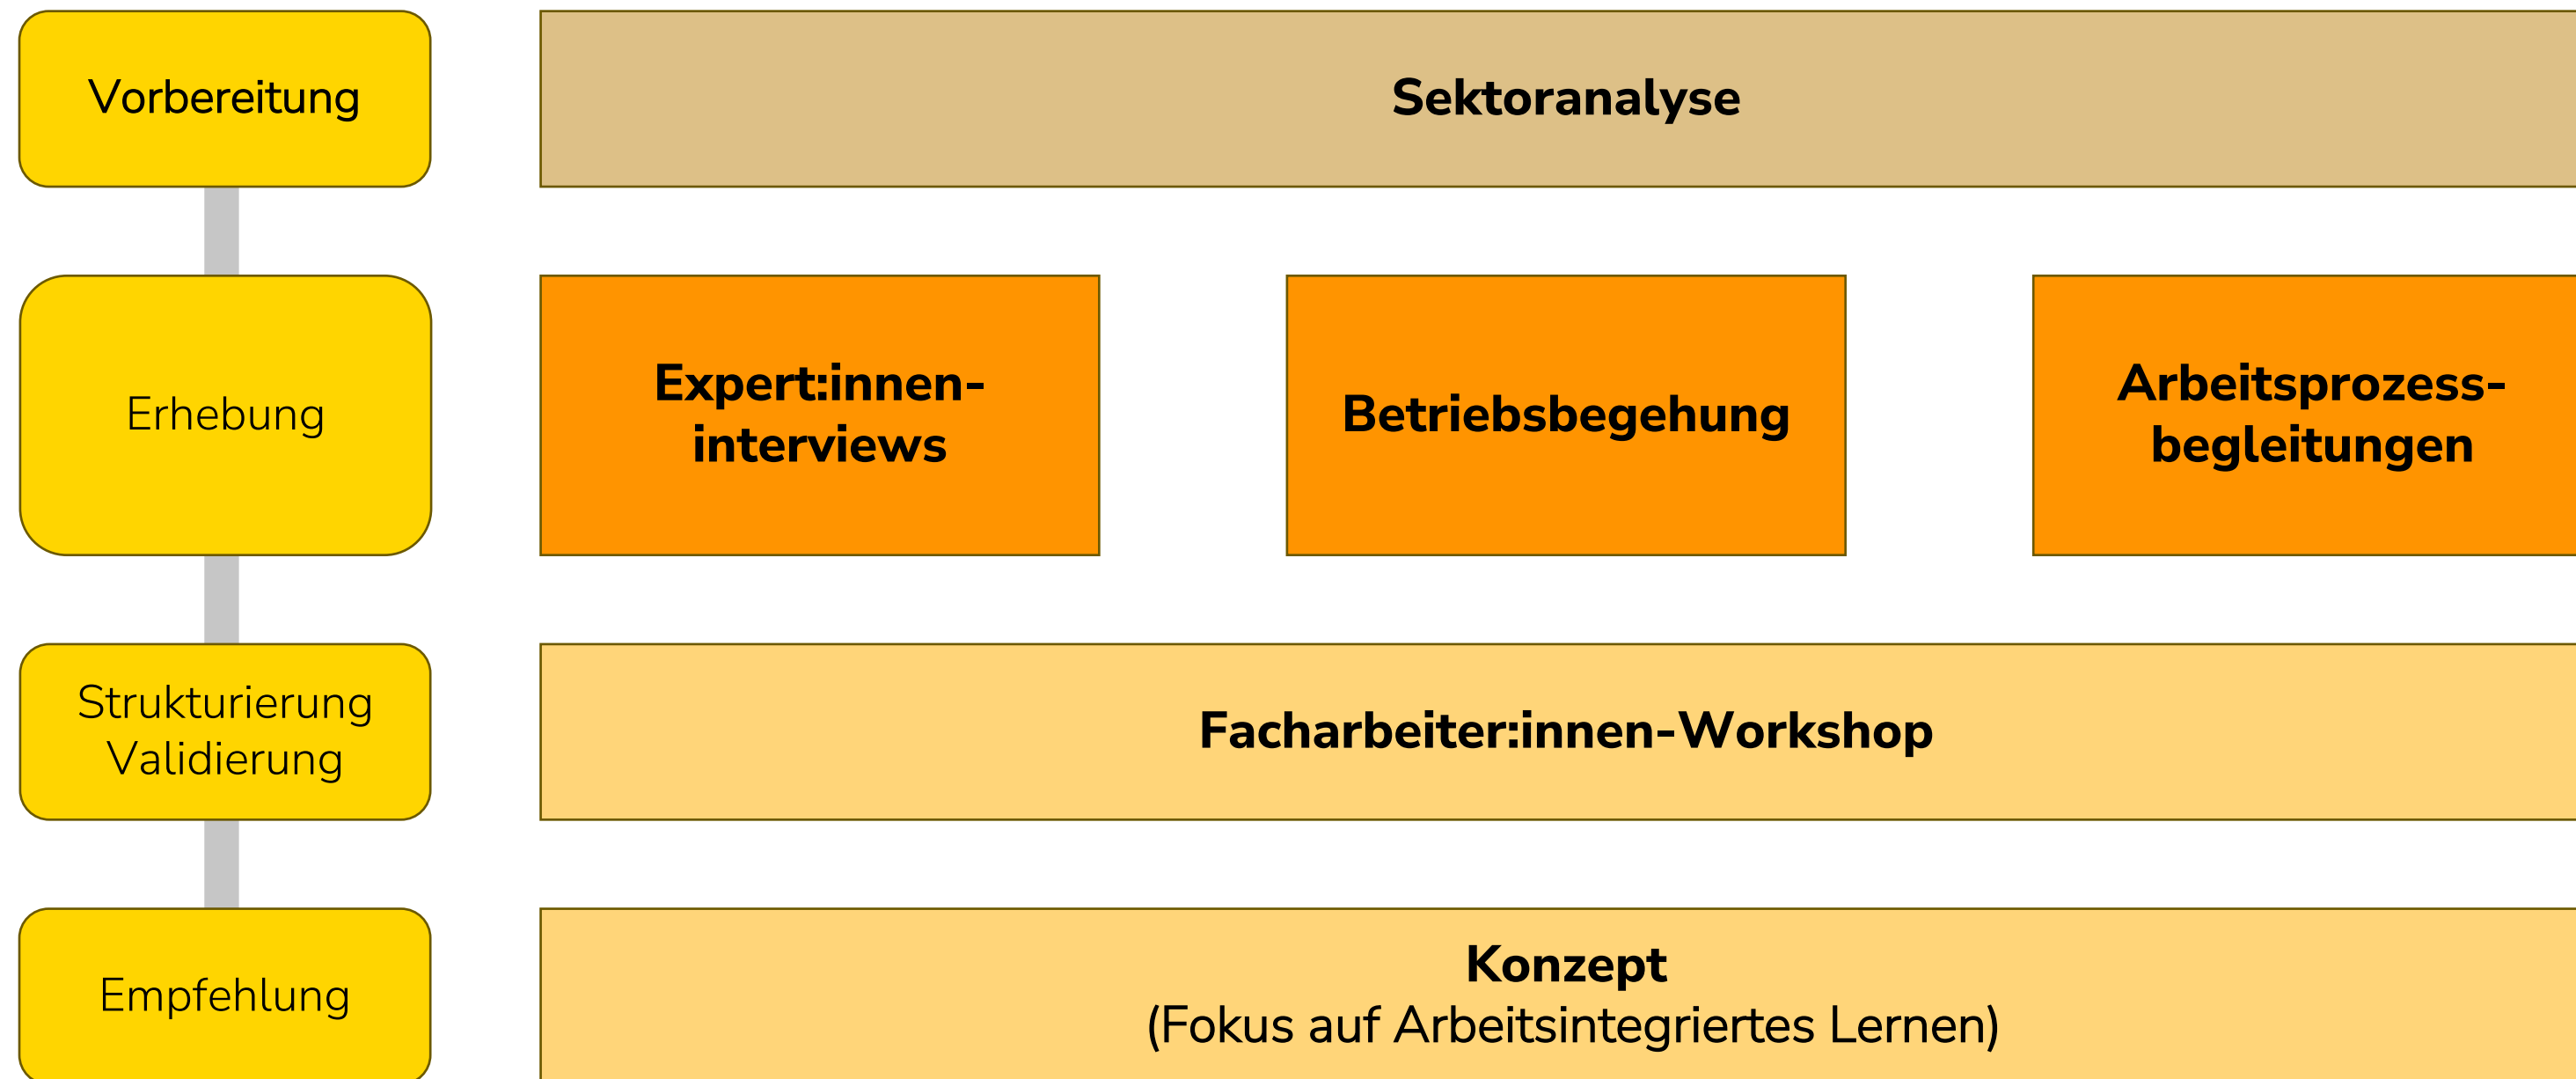 Vorbereitung
Sektoranalyse
Erhebung
Expert:innen-
interviews
Betriebsbegehung
Arbeitsprozess-
begleitungen
Strukturierung
Validierung
Facharbeiter:innen-Workshop
Empfehlung
Konzept
(Fokus auf Arbeitsintegriertes Lernen)